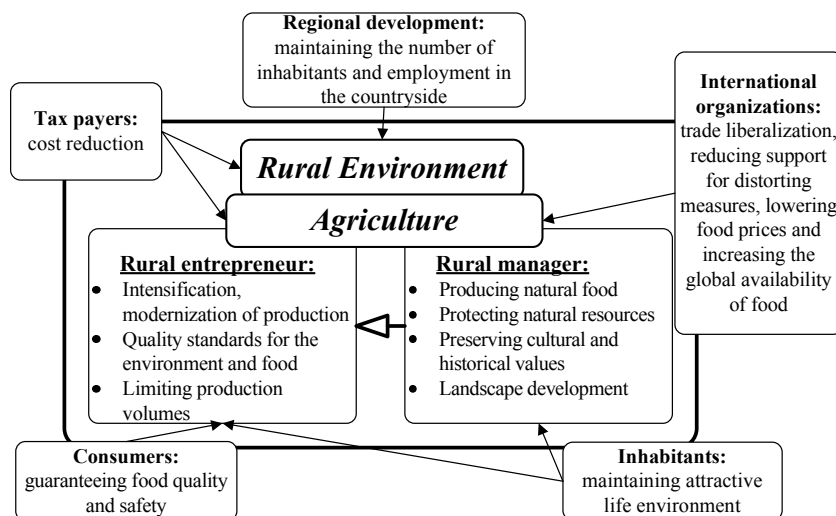 Regional development:
maintaining the number of
inhabitants and employment in
the countryside
Tax payers:
cost reduction
International
organizations:
trade liberalization,
reducing support
for distorting
measures, lowering
food prices and
increasing the
global availability
of food
Rural Environment
Agriculture
Rural entrepreneur:
• Intensification,
modernization of production
• Quality standards for the
environment and food
• Limiting production
volumes
Rural manager:
• Producing natural food
• Protecting natural resources
• Preserving cultural and
historical values
• Landscape development
Consumers:
guaranteeing food quality
and safety
Inhabitants:
maintaining attractive
life environment